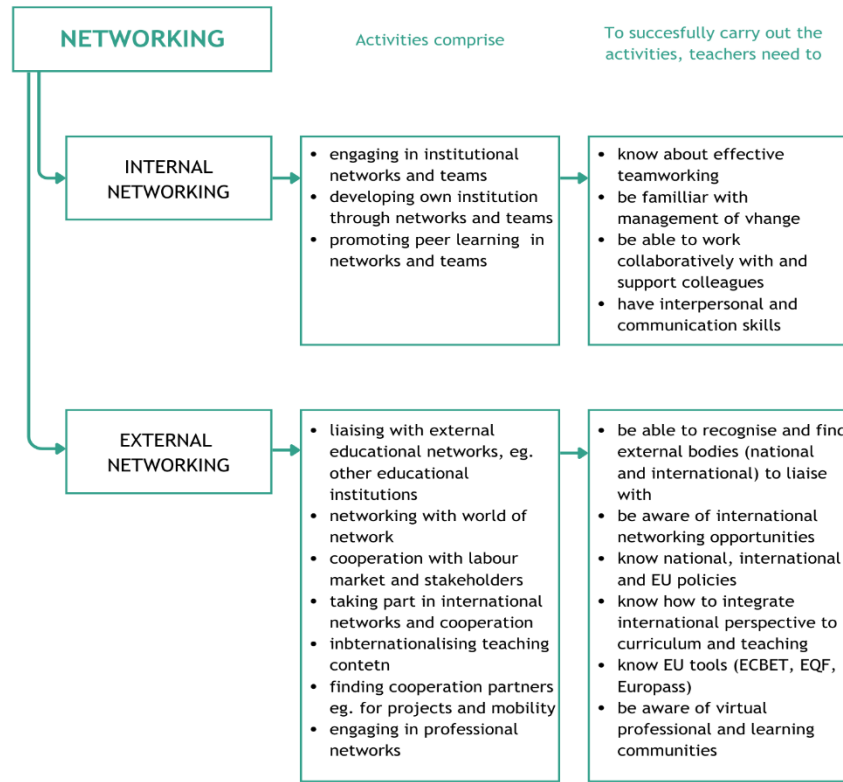 NETWORKING
Activities comprise
To succesfully carry out the
activities, teachers need to
INTERNAL
NETWORKING
• engaging in institutional
networks and teams
• developing own institution
through networks and teams
• promoting peer learning in
networks and teams
• know about effective
teamworking
• be familliar with
management of vhange
• be able to work
collaboratively with and
support colleagues
• have interpersonal and
communication skills
EXTERNAL
NETWORKING
• liaising with external
educational networks, eg.
other educational
institutions
• networking with world of
network
• cooperation with labour
market and stakeholders
• taking part in international
networks and cooperation
• inbternationalising teaching
contetn
• finding cooperation partners
eg. for projects and mobility
• engaging in professional
networks
• be able to recognise and find
external bodies (national
and international) to liaise
with
• be aware of international
networking opportunities
• know national, international
and EU policies
• know how to integrate
international perspective to
curriculum and teaching
• know EU tools (ECBET, EQF,
Europass)
• be aware of virtual
professional and learning
communities